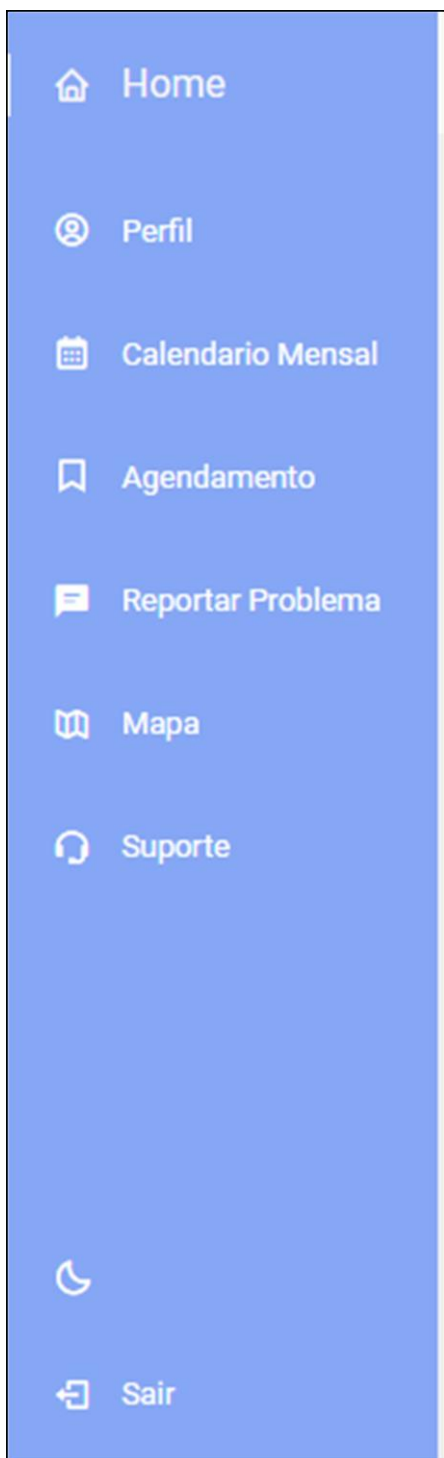 Home
Perfil
Calendario Mensal
Agendamento
Reportar Problema
Mapa
Suporte
Sair